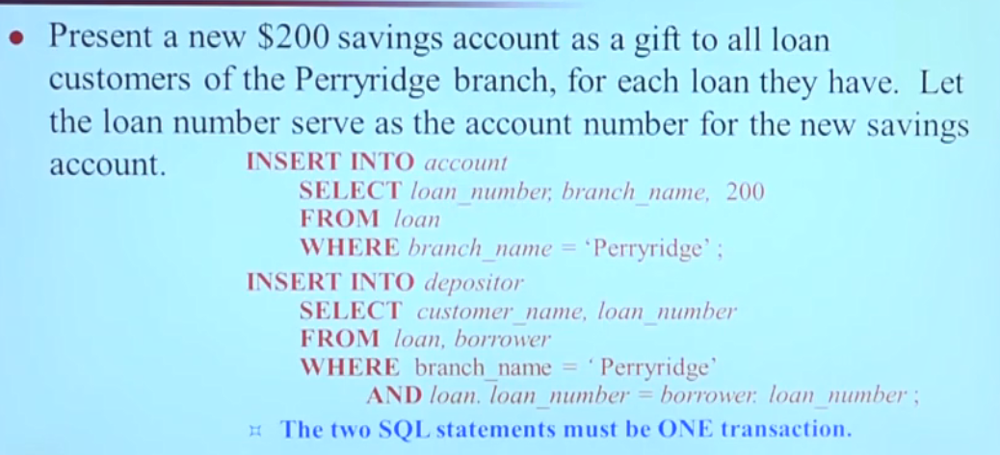 • Present a new $200 savings account as a gift to all loan
customers of the Perryridge branch, for each loan they have. Let
the loan number serve as the account number for the new savings
account.
INSERT INTO account
SELECT loan_number, branch_name, 200
FROM loan
WHERE branch_name = ‘Perryridge’ ;
INSERT INTO depositor
SELECT customer_name, loan_number
FROM loan, borrower
WHERE branch_name = ‘ Perryridge’
AND loan. loan_number = borrower. loan_number ;
¤ The two SQL statements must be ONE transaction.